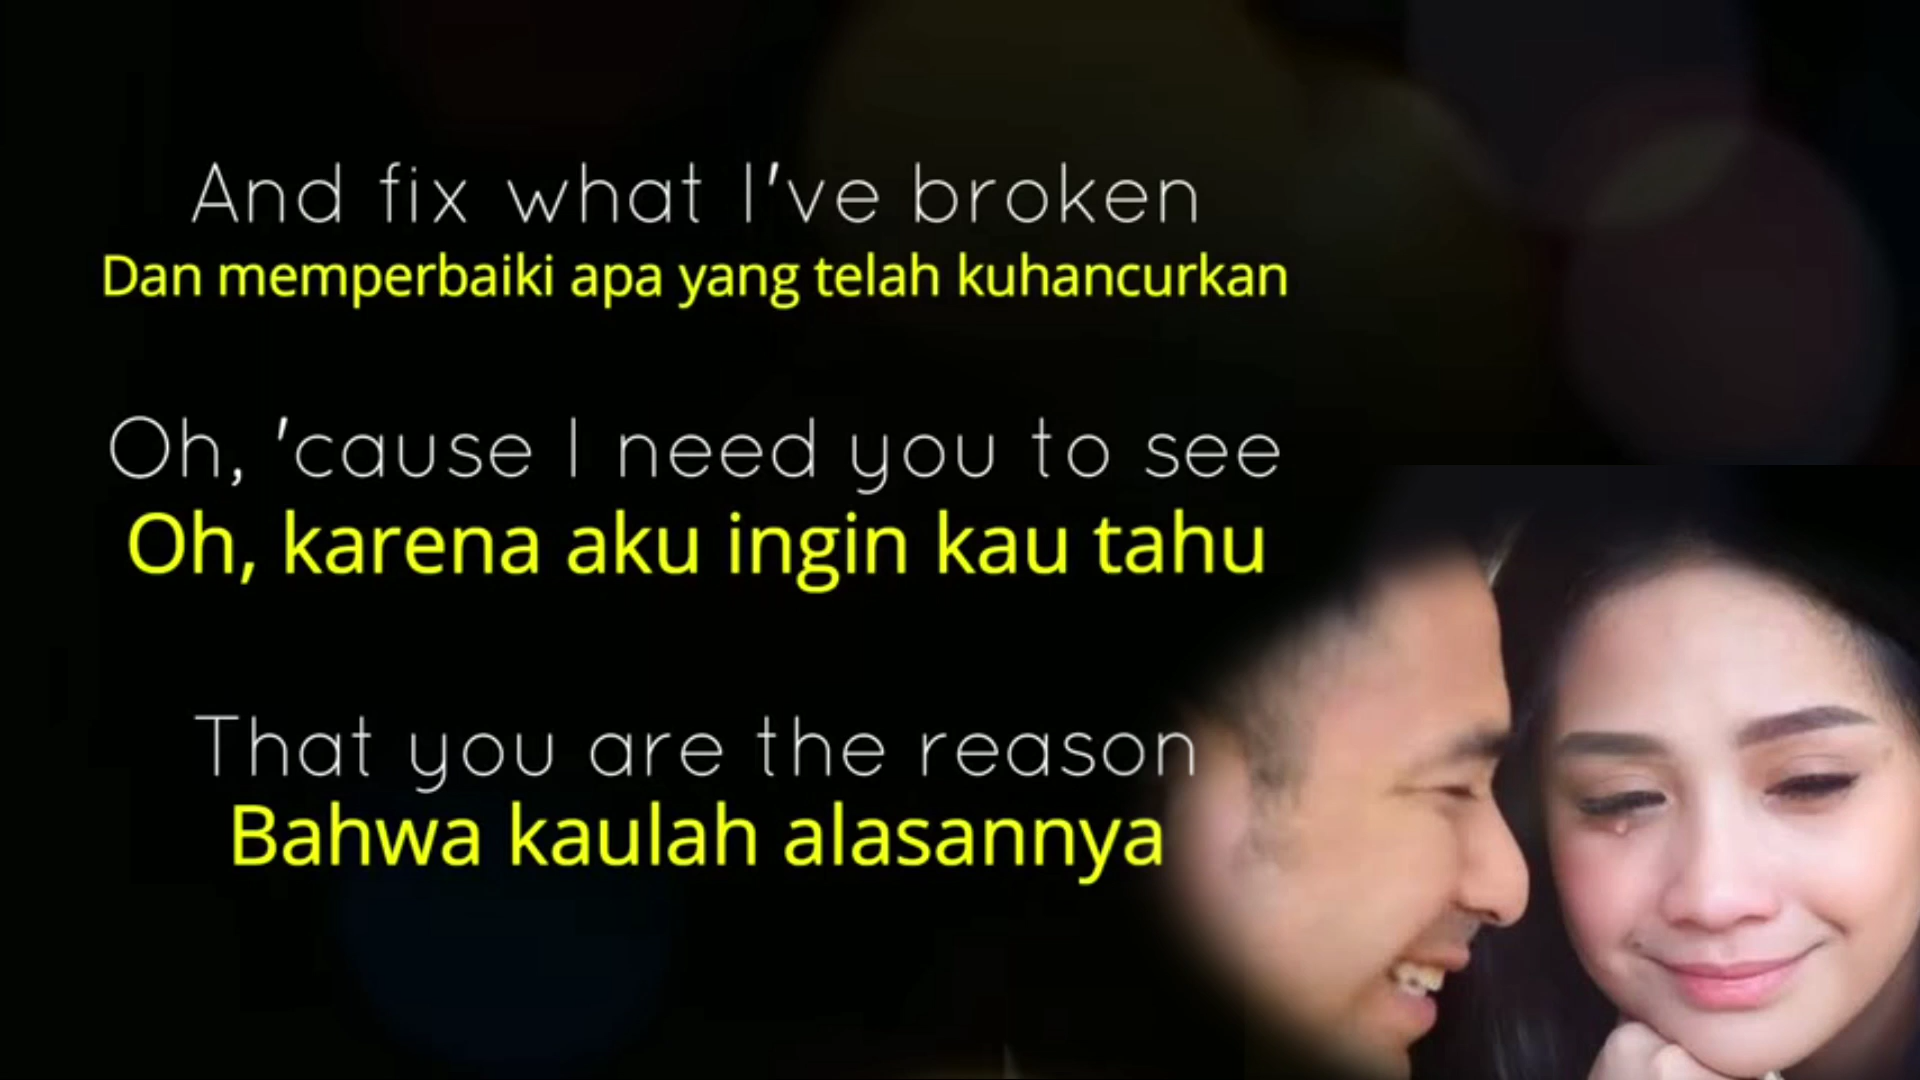 And fix what I've broken
Dan memperbaiki apa yang telah kuhancurkan
Oh, 'cause I need you to see
Oh, karena aku ingin kau tahu
That you are the reason
Bahwa kaulah alasannya